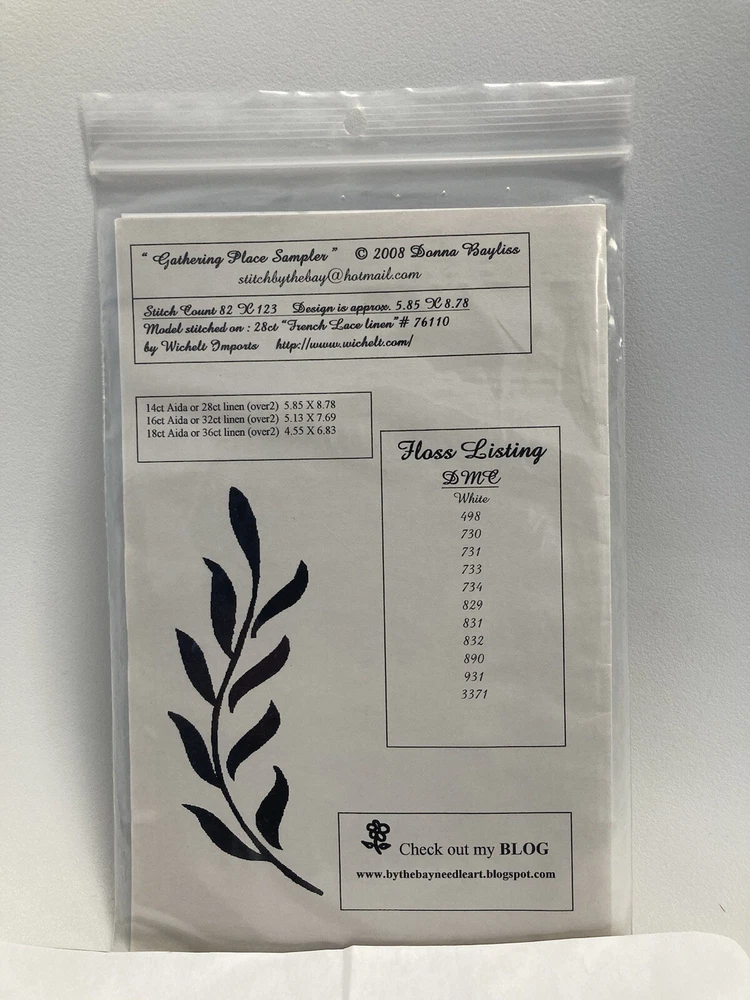 “ Gathering Place Sampler ” © 2008 Donna Bayliss
stitchbythebay@hotmail.com
Stitch Count 82 X 123 Design is approx. 5.85 X 8.78
Model stitched on : 28ct “French Lace linen”# 76110
by Wichelt Imports http://www.wichelt.com/
14ct Aida or 28ct linen (over2) 5.85 X 8.78
16ct Aida or 32ct linen (over2) 5.13 X 7.69
18ct Aida or 36ct linen (over2) 4.55 X 6.83
Floss Listing
DMC
White
498
730
731
733
734
829
831
832
890
931
3371
Check out my BLOG
www.bythebayneedleart.blogspot.com